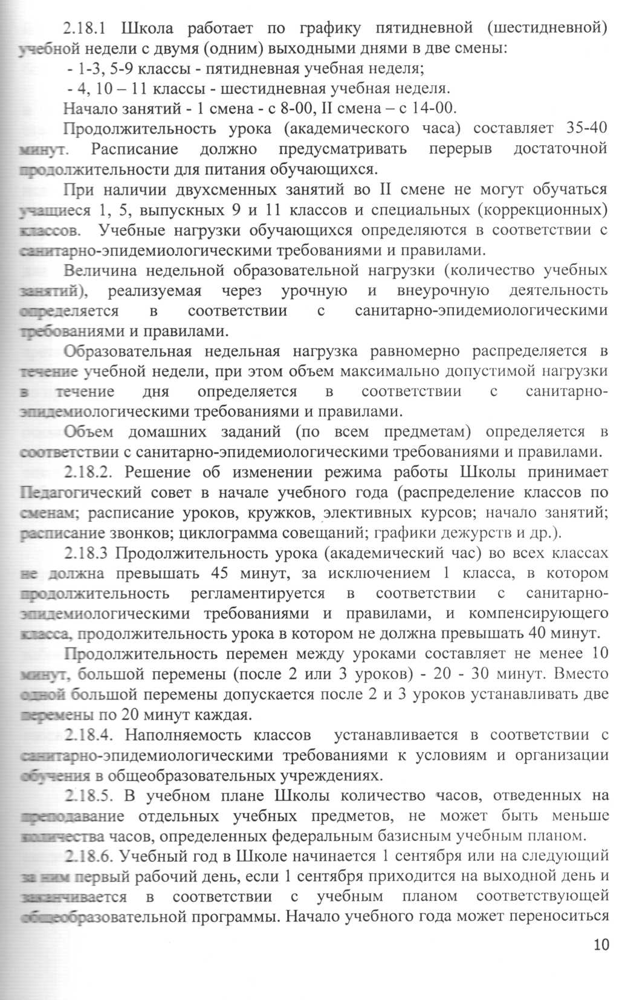 2.18.1 Школа работает по графику пятидневной (шестидневной)
учебной недели с двумя (одним) выходными днями в две смены:
- 1-3, 5-9 классы - пятидневная учебная неделя;
- 4, 10 – 11 классы - шестидневная учебная неделя.
Начало занятий - 1 смена - с 8-00, II смена – с 14-00.
Продолжительность урока (академического часа) составляет 35-40
минут. Расписание должно предусматривать перерыв достаточной
продолжительности для питания обучающихся.
При наличии двухсменных занятий во II смене не могут обучаться
учащиеся 1, 5, выпускных 9 и 11 классов и специальных (коррекционных)
классов. Учебные нагрузки обучающихся определяются в соответствии с
санитарно-эпидемиологическими требованиями и правилами.
Величина недельной образовательной нагрузки (количество учебных
занятий), реализуемая через урочную и внеурочную деятельность
определяется в соответствии с санитарно-эпидемиологическими
требованиями и правилами.
Образовательная недельная нагрузка равномерно распределяется в
течение учебной недели, при этом объем максимально допустимой нагрузки
в течение дня определяется в соответствии с санитарно-
эпидемиологическими требованиями и правилами.
Объем домашних заданий (по всем предметам) определяется в
соответствии с санитарно-эпидемиологическими требованиями и правилами.
2.18.2. Решение об изменении режима работы Школы принимает
Педагогический совет в начале учебного года (распределение классов по
сменам; расписание уроков, кружков, элективных курсов; начало занятий;
расписание звонков; циклограмма совещаний; графики дежурств и др.).
2.18.3 Продолжительность урока (академический час) во всех классах
не должна превышать 45 минут, за исключением 1 класса, в котором
продолжительность регламентируется в соответствии с санитарно-
эпидемиологическими требованиями и правилами, и компенсирующего
класса, продолжительность урока в котором не должна превышать 40 минут.
Продолжительность перемен между уроками составляет не менее 10
минут, большой перемены (после 2 или 3 уроков) - 20 - 30 минут. Вместо
одной большой перемены допускается после 2 и 3 уроков устанавливать две
перемены по 20 минут каждая.
2.18.4. Наполняемость классов устанавливается в соответствии с
санитарно-эпидемиологическими требованиями к условиям и организации
обучения в общеобразовательных учреждениях.
2.18.5. В учебном плане Школы количество часов, отведенных на
преподавание отдельных учебных предметов, не может быть меньше
количества часов, определенных федеральным базисным учебным планом.
2.18.6. Учебный год в Школе начинается 1 сентября или на следующий
за ним первый рабочий день, если 1 сентября приходится на выходной день и
заканчивается в соответствии с учебным планом соответствующей
общеобразовательной программы. Начало учебного года может переноситься
10